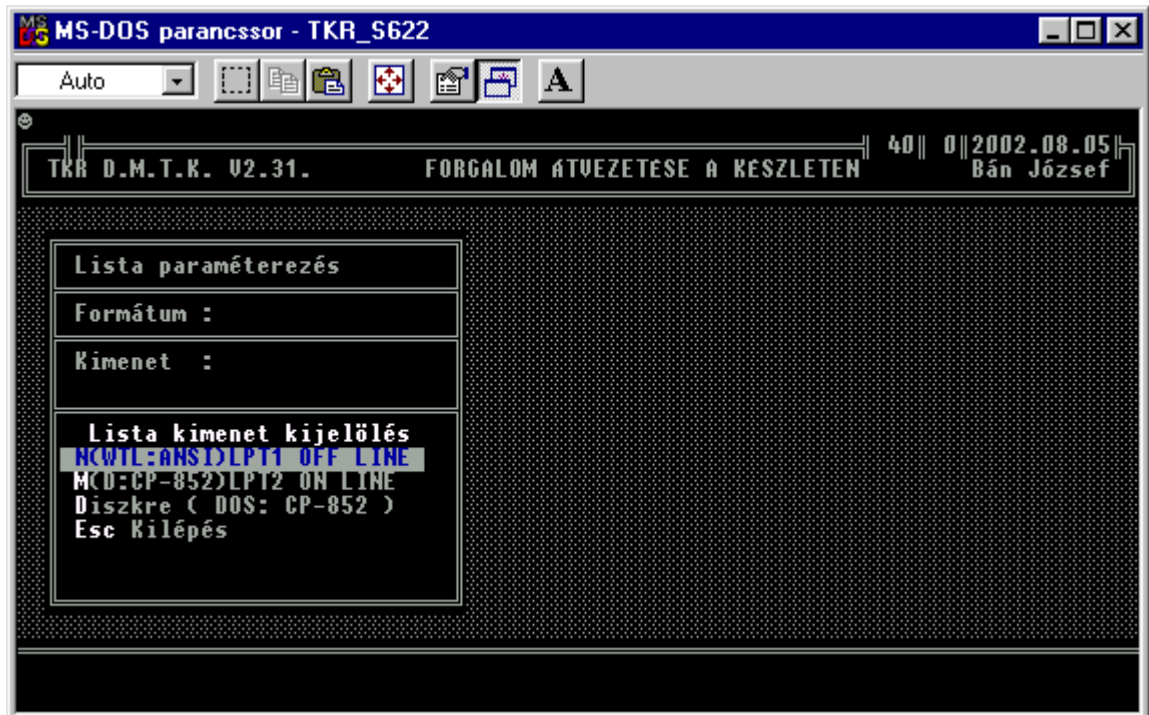 MS-DOS parancssor - TKR_S622
Auto
A
40 0 2002.08.05
TKR D.M.T.K. V2.31. FORGALOM ÁTVEZETÉSE A KÉSZLETEN Bán József
Lista paraméterezés
Formátum :
Kimenet :
Lista kimenet kijelölés
N(WTL:ANSI)LPT1 OFF LINE
M(D:CP-852)LPT2 ON LINE
Diszkre ( DOS: CP-852 )
Esc Kilépés